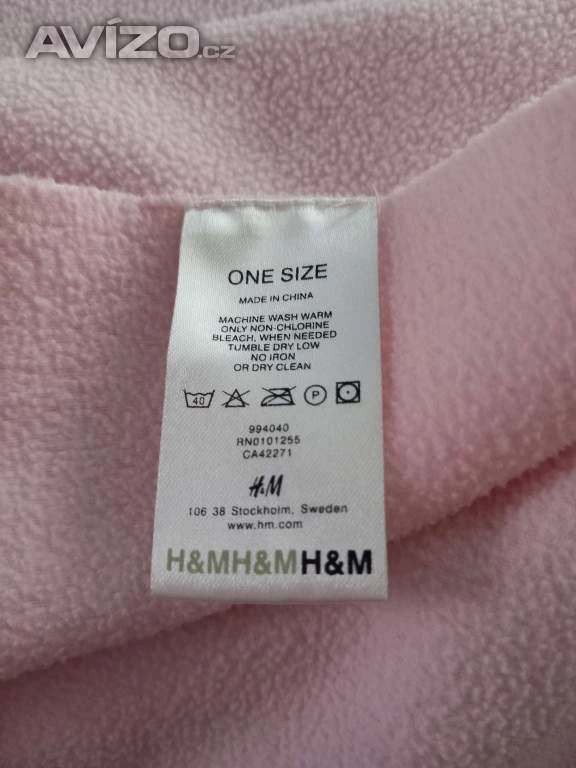 AVÍZO.cz
ONE SIZE
MADE IN CHINA
MACHINE WASH WARM
ONLY NON-CHLORINE
BLEACH, WHEN NEEDED
TUMBLE DRY LOW
NO IRON
OR DRY CLEAN
40 P
994040
RN0101255
CA42271
H&M
106 38 Stockholm, Sweden
www.hm.com
H&MH&MH&M